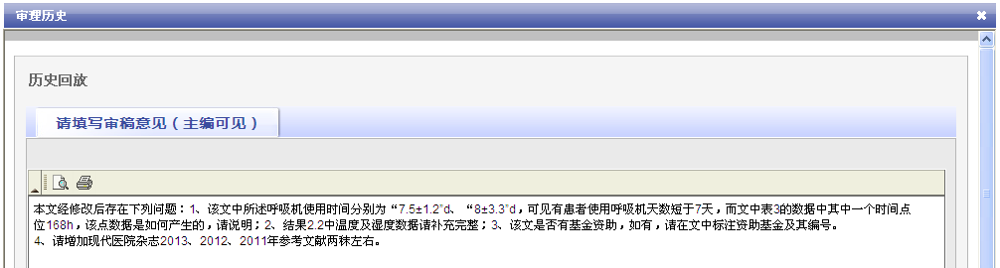 审理历史
历史回放
请填写审稿意见（主编可见）
本文经修改后存在下列问题：1、该文中所述呼吸机使用时间分别为“7.5±1.2”d、“8±3.3”d，可见有患者使用呼吸机天数短于7天，而文中表3的数据中其中一个时间点
位168h，该点数据是如何产生的，请说明；2、结果2.2中温度及湿度数据请补充完整；3、该文是否有基金资助，如有，请在文中标注资助基金及其编号。
4、请增加现代医院杂志2013、2012、2011年参考文献两秣左右。